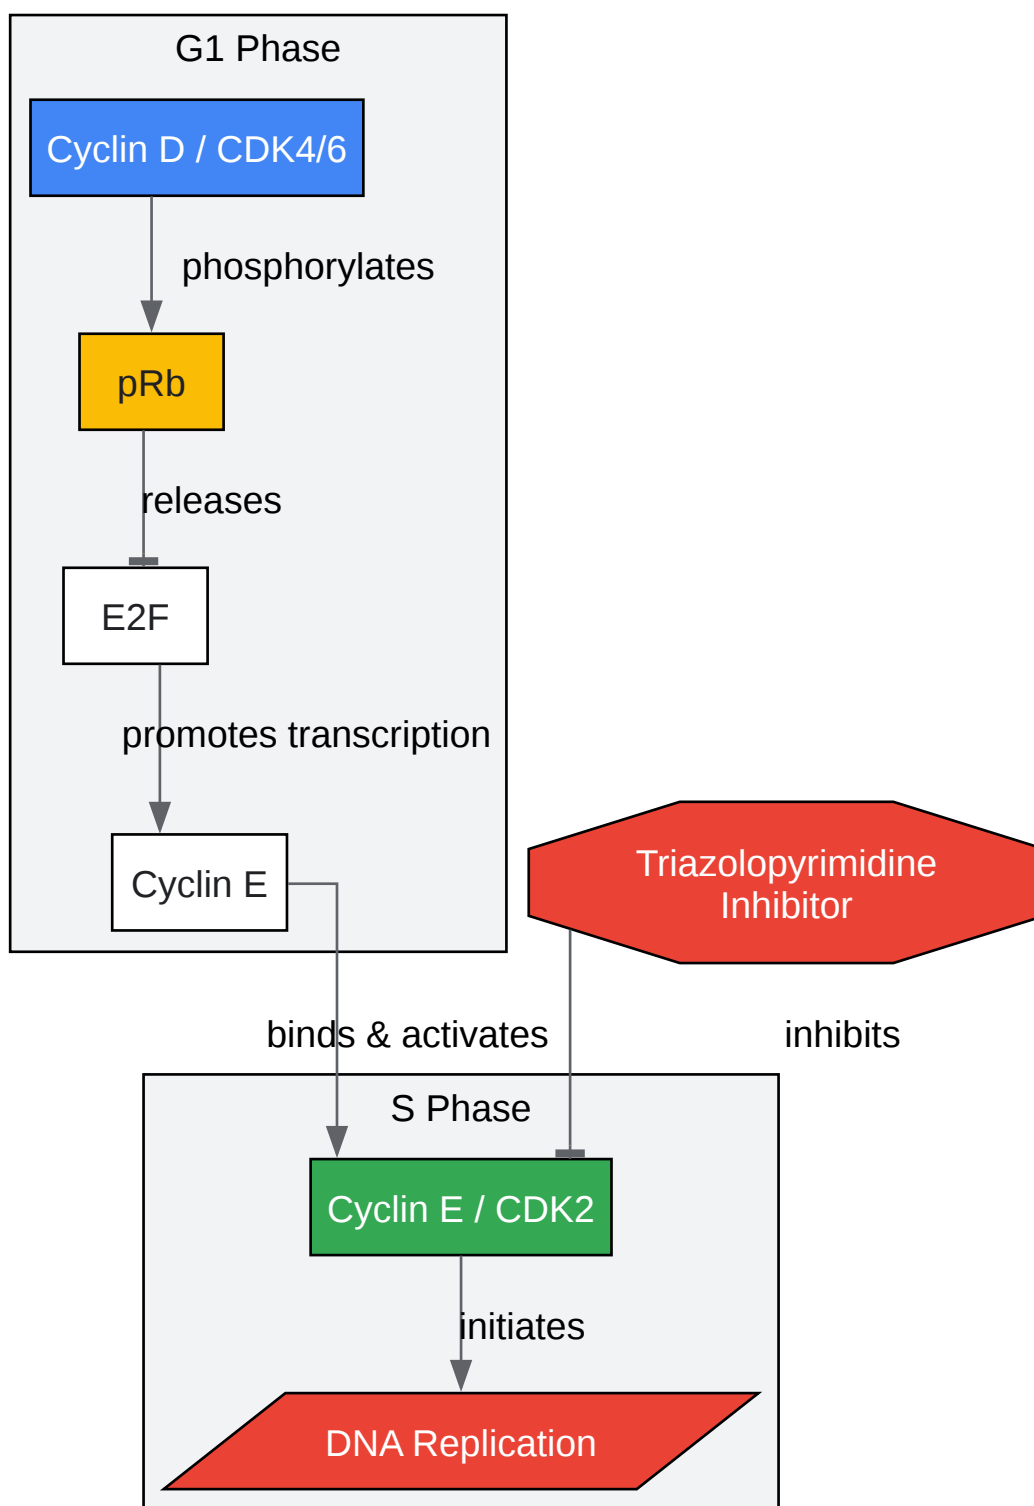 G1 Phase
Cyclin D / CDK4/6
phosphorylates
pRb
releases
E2F
promotes transcription
Cyclin E
Triazolopyrimidine
Inhibitor
binds & activates
inhibits
S Phase
Cyclin E / CDK2
initiates
DNA Replication